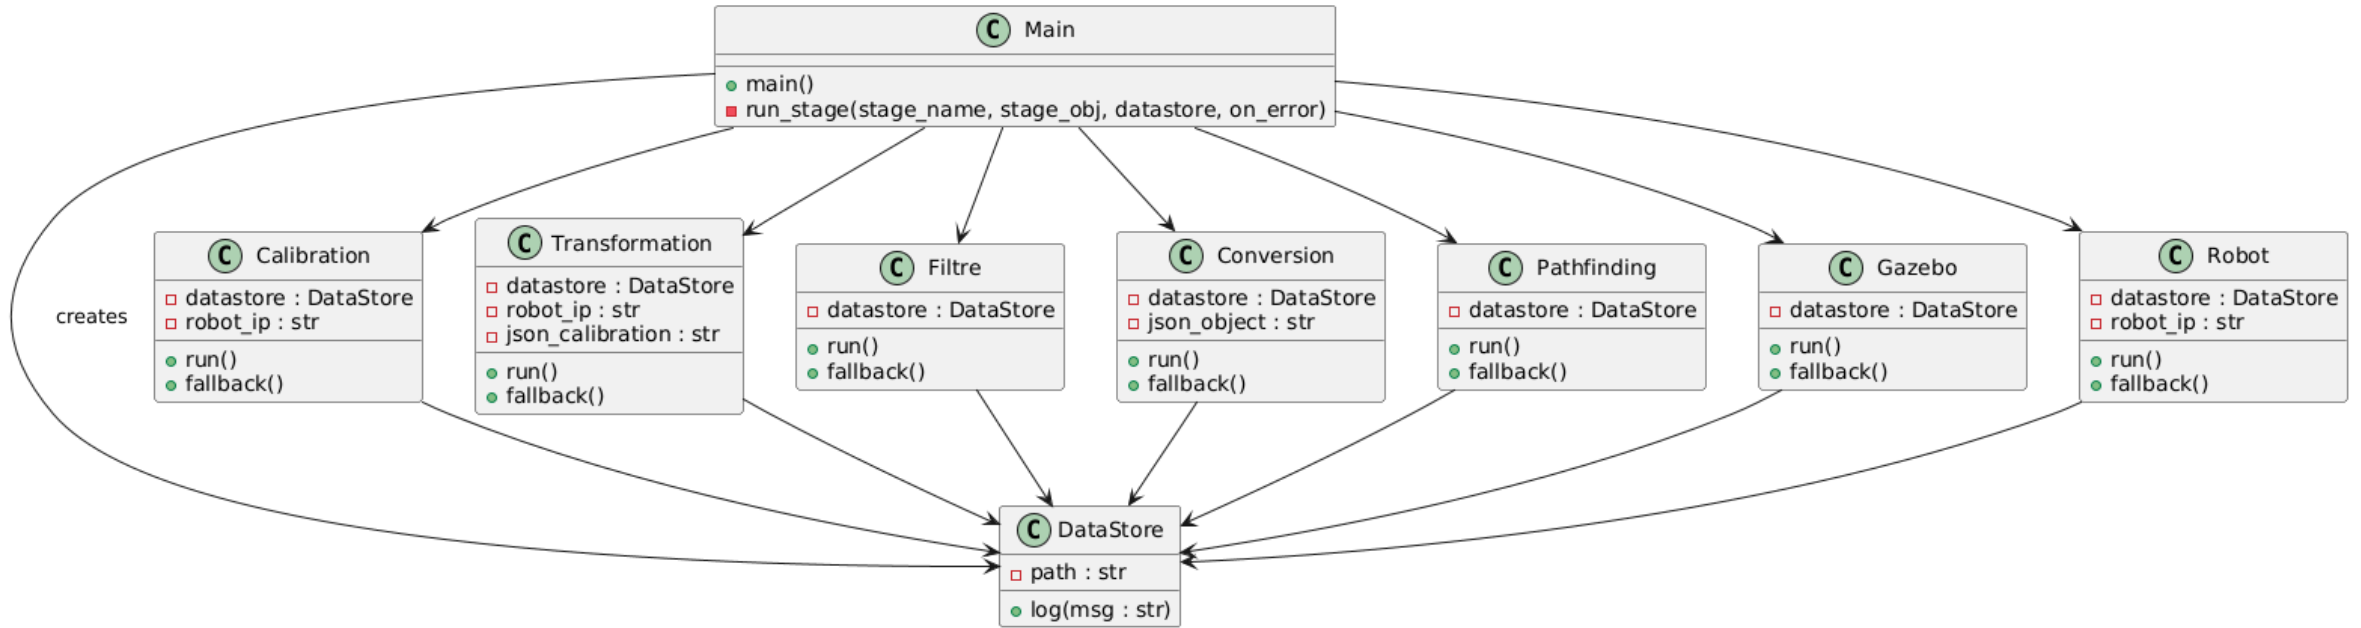 C Main
main()
run_stage(stage_name, stage_obj, datastore, on_error)
creates
C Calibration
datastore : DataStore
robot_ip : str
run()
fallback()
C Transformation
datastore : DataStore
robot_ip : str
json_calibration : str
run()
fallback()
C Filtre
datastore : DataStore
run()
fallback()
C Conversion
datastore : DataStore
json_object : str
run()
fallback()
C Pathfinding
datastore : DataStore
run()
fallback()
C Gazebo
datastore : DataStore
run()
fallback()
C Robot
datastore : DataStore
robot_ip : str
run()
fallback()
C DataStore
path : str
log(msg : str)